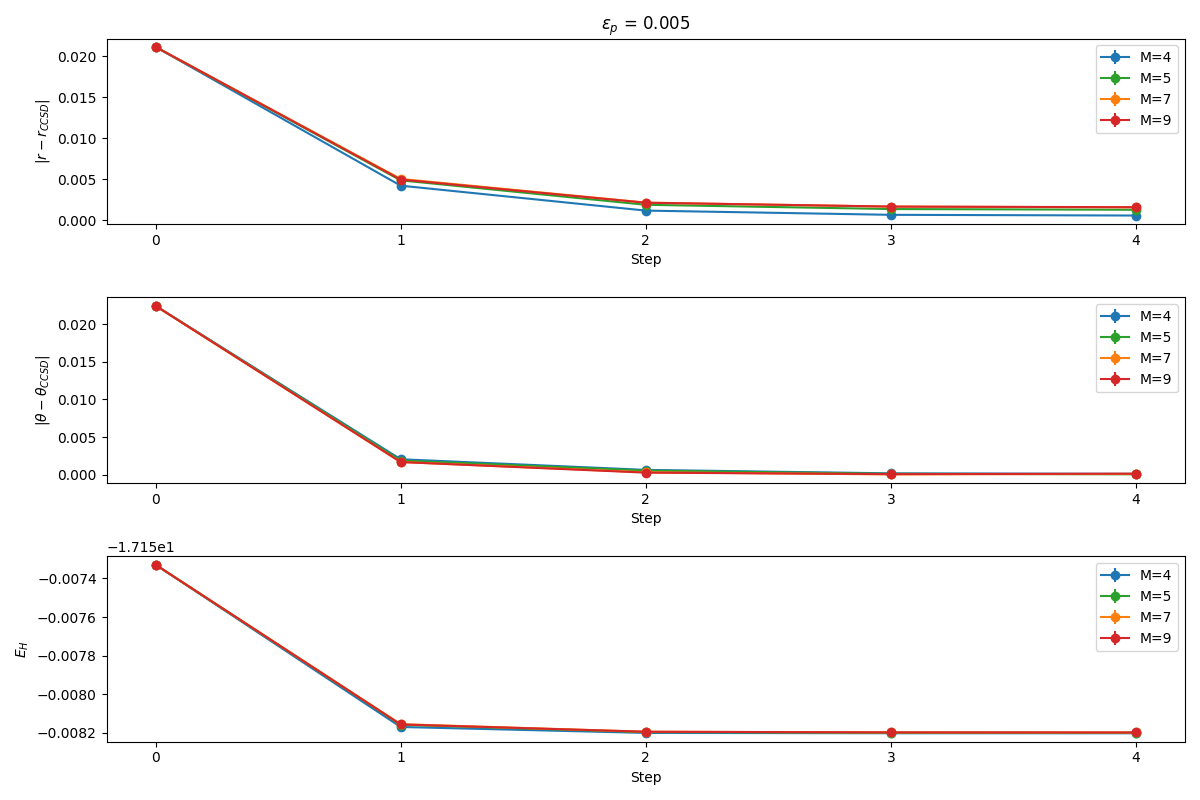 ε_p = 0.005
|r − r_CCSD|
0.020
0.015
0.010
0.005
0.000
M=4
M=5
M=7
M=9
0 1 2 3 4
Step
|θ − θ_CCSD|
0.020
0.015
0.010
0.005
0.000
M=4
M=5
M=7
M=9
0 1 2 3 4
Step
−1.715e1
E_H
−0.0074
−0.0076
−0.0078
−0.0080
−0.0082
M=4
M=5
M=7
M=9
0 1 2 3 4
Step